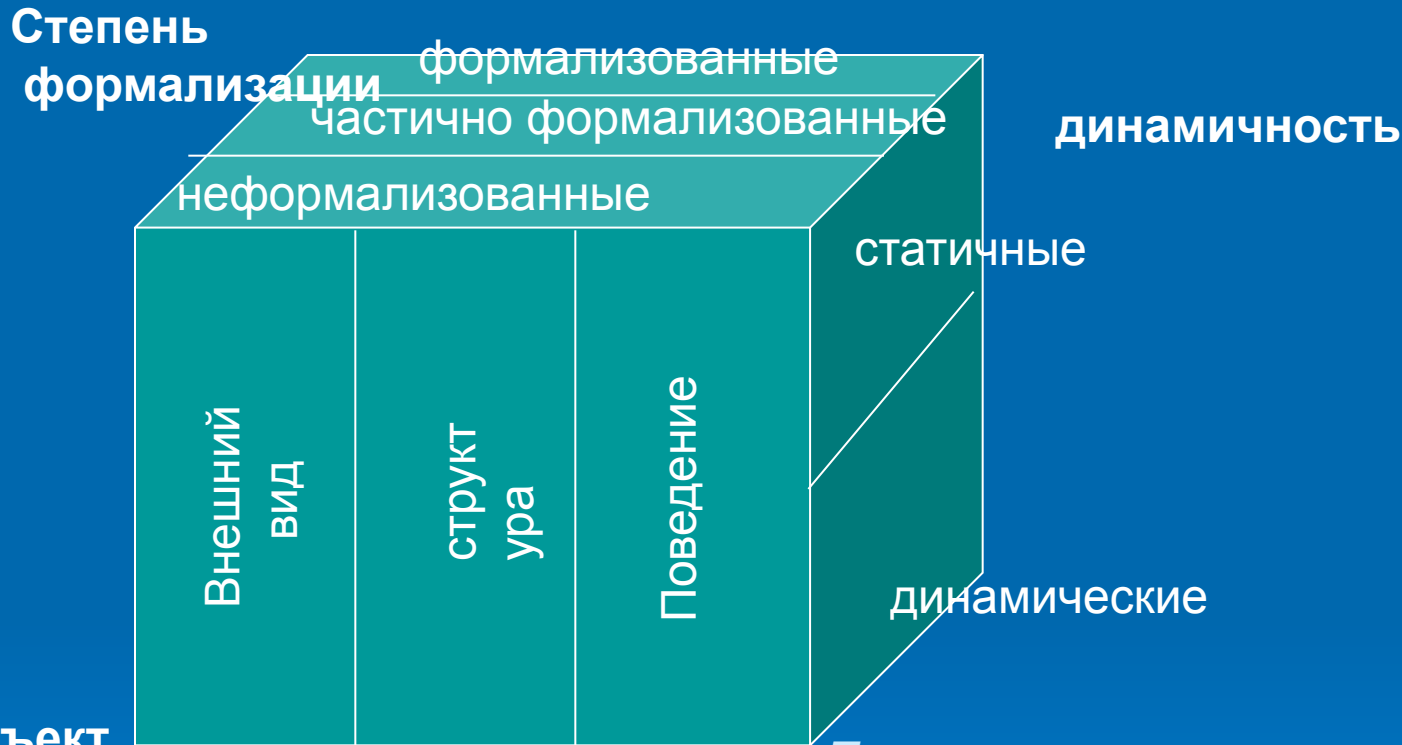 Степень
формализации
формализованные
частично формализованные
неформализованные
динамичность
статичные
динамические
Внешний
вид
структ
ура
Поведение